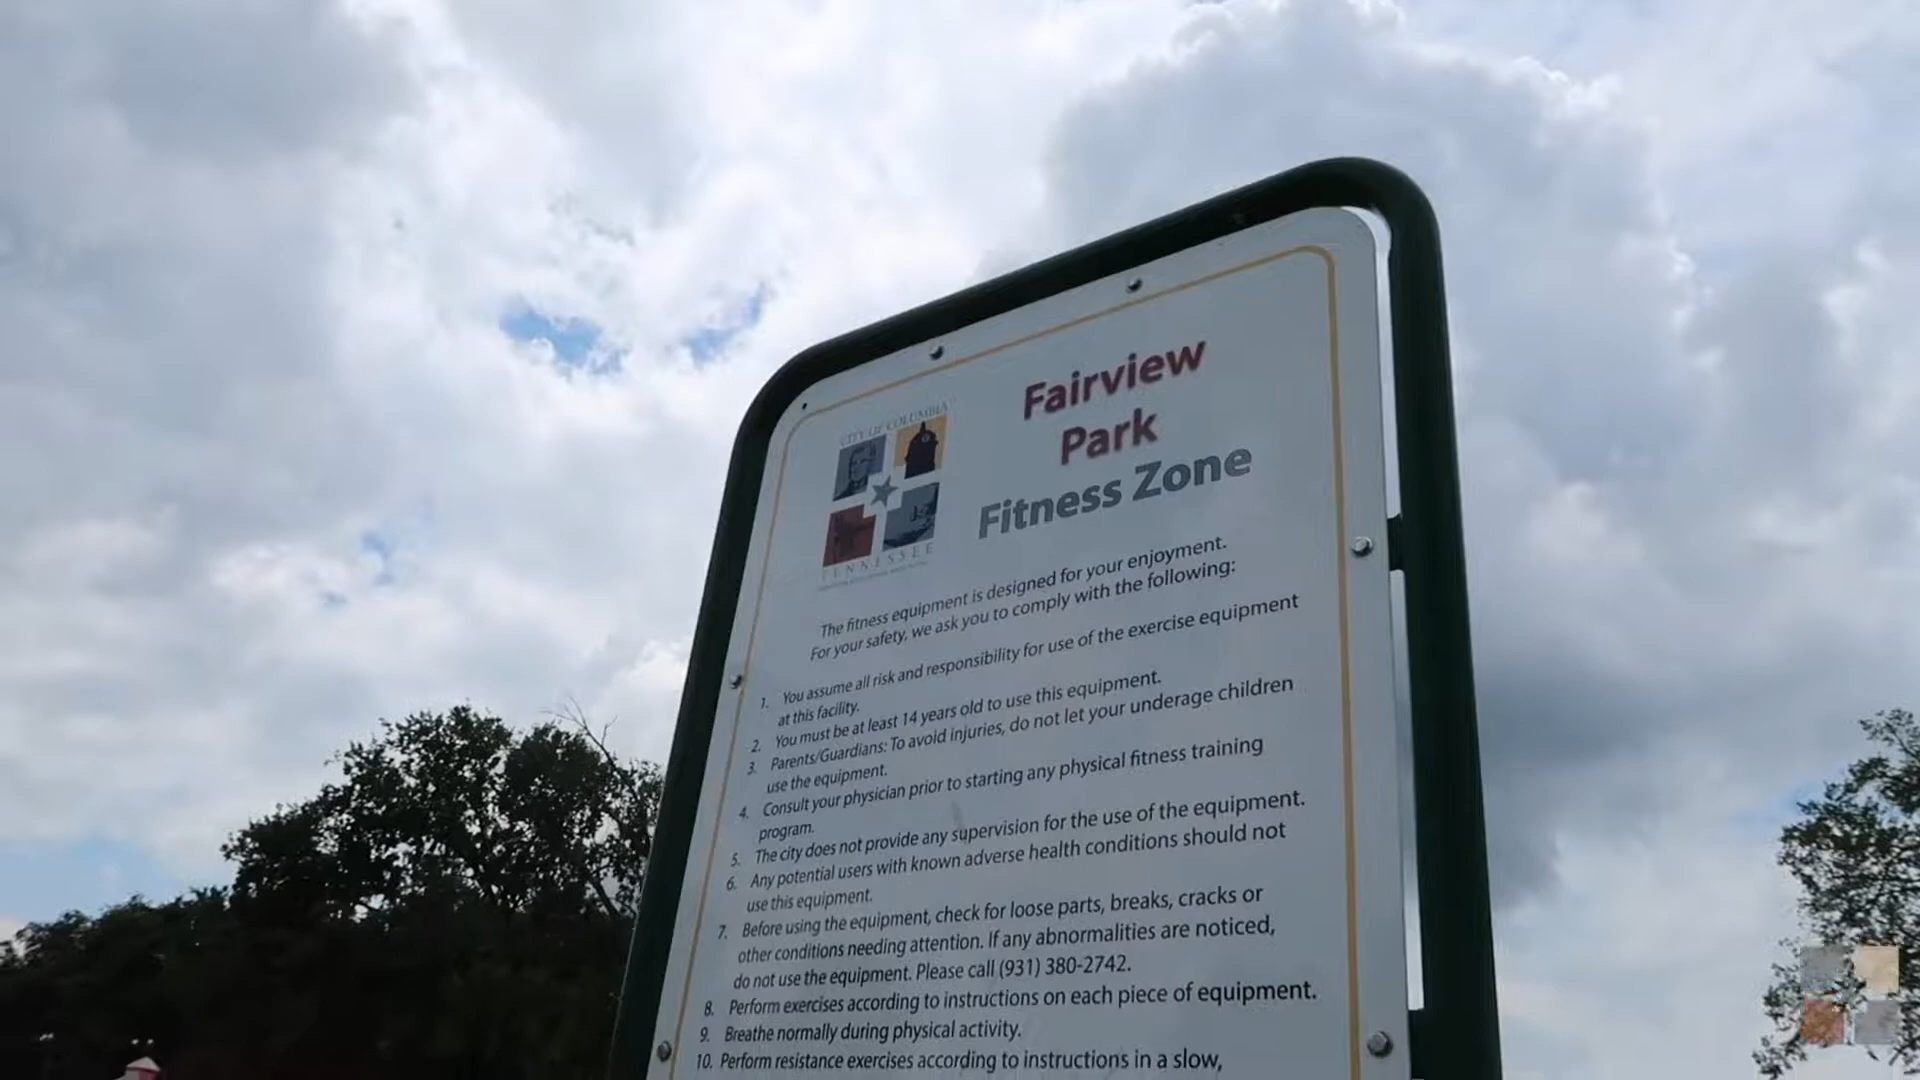 CITY OF COLUMBIA
TENNESSEE
Fairview
Park
Fitness Zone
The fitness equipment is designed for your enjoyment.
For your safety, we ask you to comply with the following:
1. You assume all risk and responsibility for use of the exercise equipment
at this facility.
2. You must be at least 14 years old to use this equipment.
3. Parents/Guardians: To avoid injuries, do not let your underage children
use the equipment.
4. Consult your physician prior to starting any physical fitness training
program.
5. The city does not provide any supervision for the use of the equipment.
6. Any potential users with known adverse health conditions should not
use this equipment.
7. Before using the equipment, check for loose parts, breaks, cracks or
other conditions needing attention. If any abnormalities are noticed,
do not use the equipment. Please call (931) 380-2742.
8. Perform exercises according to instructions on each piece of equipment.
9. Breathe normally during physical activity.
10. Perform resistance exercises according to instructions in a slow,